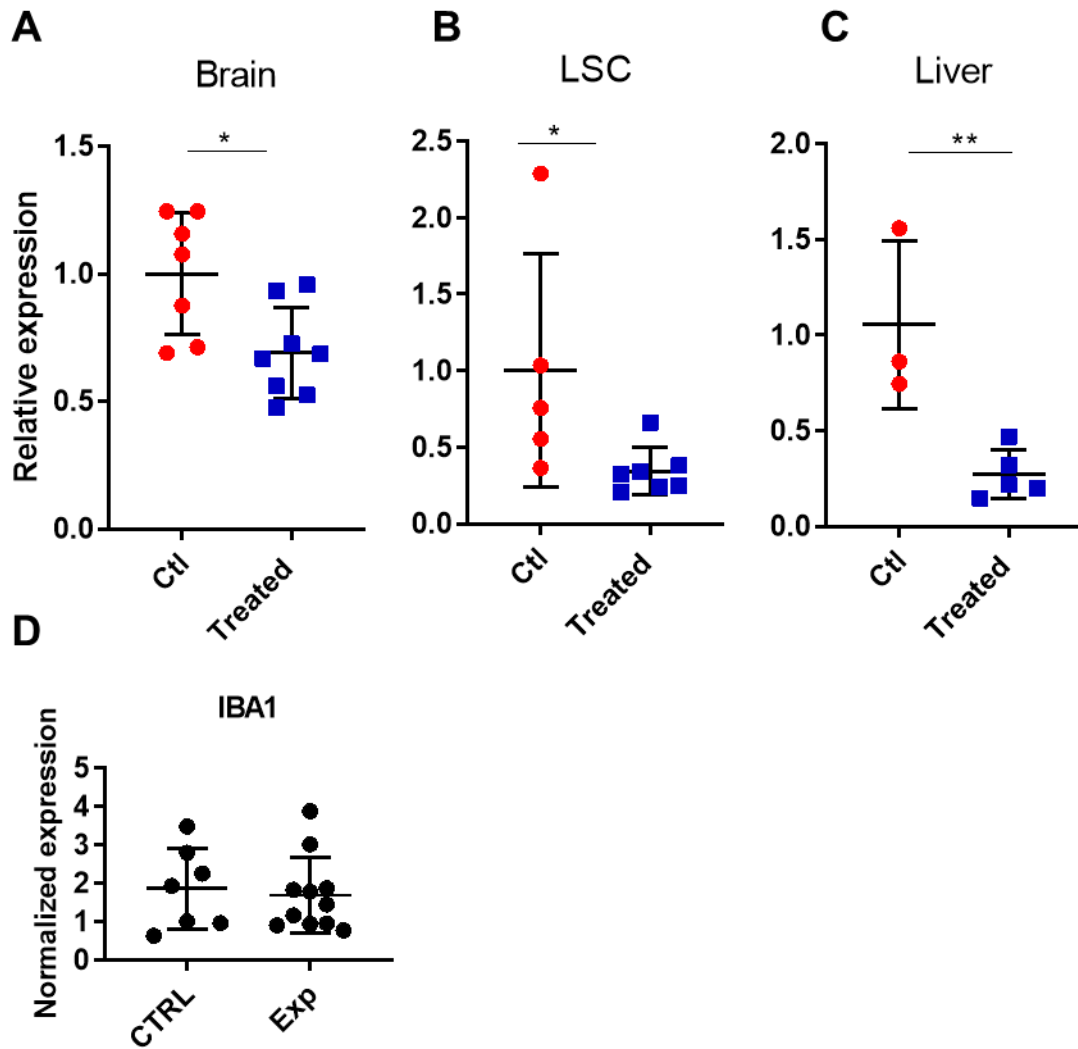 A
Brain
*
Relative expression
1.5
1.0
0.5
0.0
Ctl
Treated
B
LSC
*
2.5
2.0
1.5
1.0
0.5
0.0
Ctl
Treated
C
Liver
**
2.0
1.5
1.0
0.5
0.0
Ctl
Treated
D
IBA1
Normalized expression
5
4
3
2
1
0
CTRL
Exp